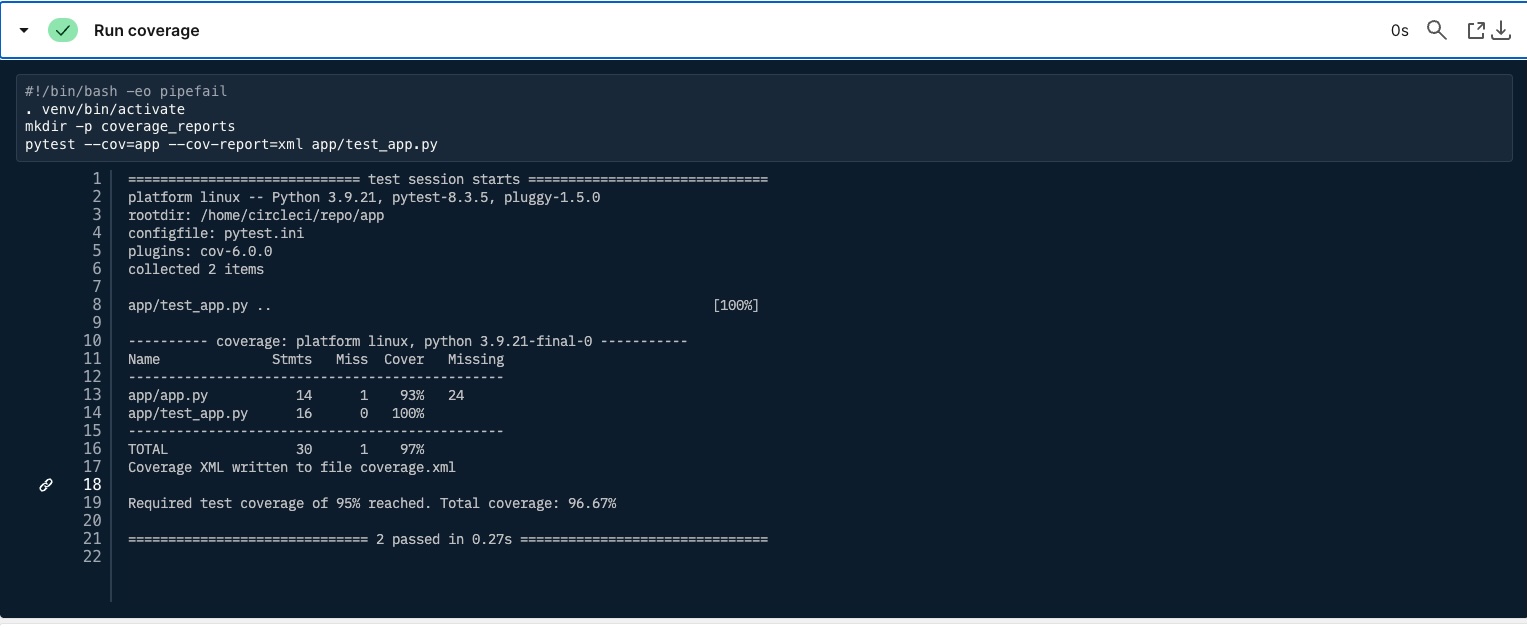 Run coverage 0s
#!/bin/bash -eo pipefail
. venv/bin/activate
mkdir -p coverage_reports
pytest --cov=app --cov-report=xml app/test_app.py
1 ============================= test session starts ==============================
2 platform linux -- Python 3.9.21, pytest-8.3.5, pluggy-1.5.0
3 rootdir: /home/circleci/repo/app
4 configfile: pytest.ini
5 plugins: cov-6.0.0
6 collected 2 items
7
8 app/test_app.py .. [100%]
9
10 ---------- coverage: platform linux, python 3.9.21-final-0 -----------
11 Name Stmts Miss Cover Missing
12 -----------------------------------------------
13 app/app.py 14 1 93% 24
14 app/test_app.py 16 0 100%
15 -----------------------------------------------
16 TOTAL 30 1 97%
17 Coverage XML written to file coverage.xml
18
19 Required test coverage of 95% reached. Total coverage: 96.67%
20
21 ============================== 2 passed in 0.27s ===============================
22